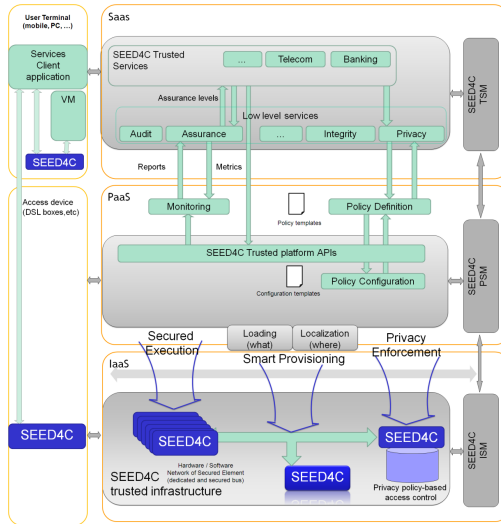 User Terminal
(mobile, PC, ...)
Services
Client
application
VM
SEED4C
Access device
(DSL boxes,etc)
SEED4C
Saas
SEED4C Trusted
Services
...
Telecom
Banking
Assurance levels
Low level services
Audit
Assurance
...
Integrity
Privacy
Reports
Metrics
SEED4C
TSM
PaaS
Monitoring
Policy templates
Policy Definition
SEED4C Trusted platform APIs
Configuration templates
Policy Configuration
SEED4C
PSM
Loading
(what)
Localization
(where)
Secured
Execution
Smart Provisioning
Privacy
Enforcement
IaaS
SEED4C
Hardware / Software
Network of Secured Element
(dedicated and secured bus)
SEED4C
trusted infrastructure
SEED4C
SEED4C
Privacy policy-based
access control
SEED4C
ISM